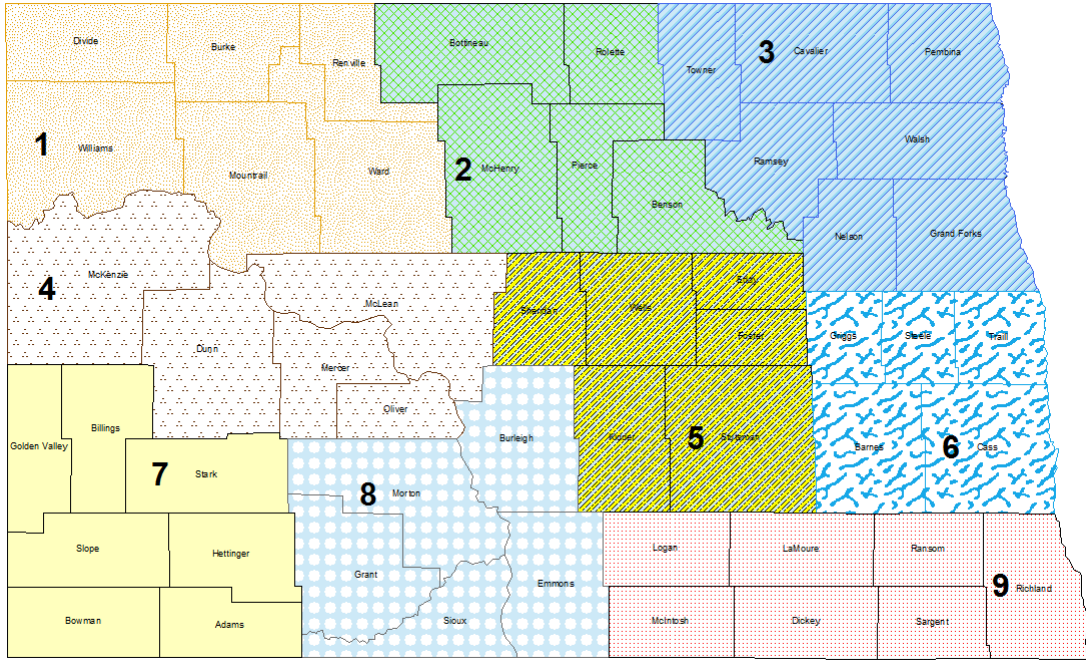 Divide
Burke
Renville
Bottineau
Rolette
Towner
3
Cavalier
Pembina
1
Williams
Mountrail
Ward
2
McHenry
Pierce
Benson
Ramsey
Walsh
Nelson
Grand Forks
4
McKenzie
McLean
Dunn
Mercer
Oliver
Sheridan
Wells
Eddy
Foster
Griggs
Steele
Traill
Golden Valley
Billings
7
Stark
8
Morton
Burleigh
Kidder
5
Stutsman
Barnes
6
Cass
Slope
Hettinger
Grant
Emmons
Logan
LaMoure
Ransom
9
Richland
Bowman
Adams
Sioux
McIntosh
Dickey
Sargent